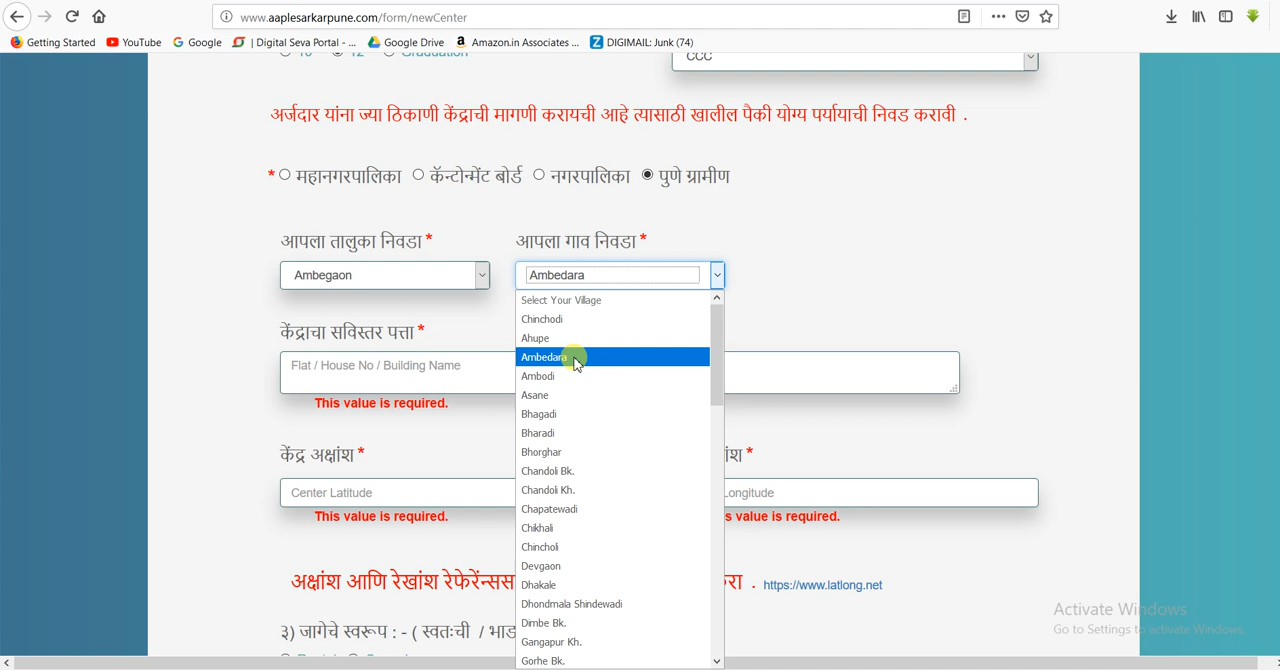 www.aaplesarkarpune.com/form/newCenter
Getting Started YouTube Google | Digital Seva Portal - ... Google Drive Amazon.in Associates ... DIGIMAIL: Junk (74)
CCC
अर्जदार यांना ज्या ठिकाणी केंद्राची मागणी करायची आहे त्यासाठी खालील पैकी योग्य पर्यायाची निवड करावी .
* महानगरपालिका कॅन्टोन्मेंट बोर्ड नगरपालिका पुणे ग्रामीण
आपला तालुका निवडा * आपला गाव निवडा *
Ambegaon Ambedara
Select Your Village
Chinchodi
Ahupe
Ambedara
Ambodi
Asane
Bhagadi
Bharadi
Bhorghar
Chandoli Bk.
Chandoli Kh.
Chapatewadi
Chikhali
Chincholi
Devgaon
Dhakale
Dhondmala Shindewadi
Dimbe Bk.
Gangapur Kh.
Gorhe Bk.
केंद्राचा सविस्तर पत्ता *
Flat / House No / Building Name
This value is required.
केंद्र अक्षांश *
Center Latitude Longitude
This value is required. value is required.
अक्षांश आणि रेखांश रेफेरेंन्सस . https://www.latlong.net
३) जागेचे स्वरूप : - ( स्वतःची / भाड
Activate Windows
Go to Settings to activate Windows.